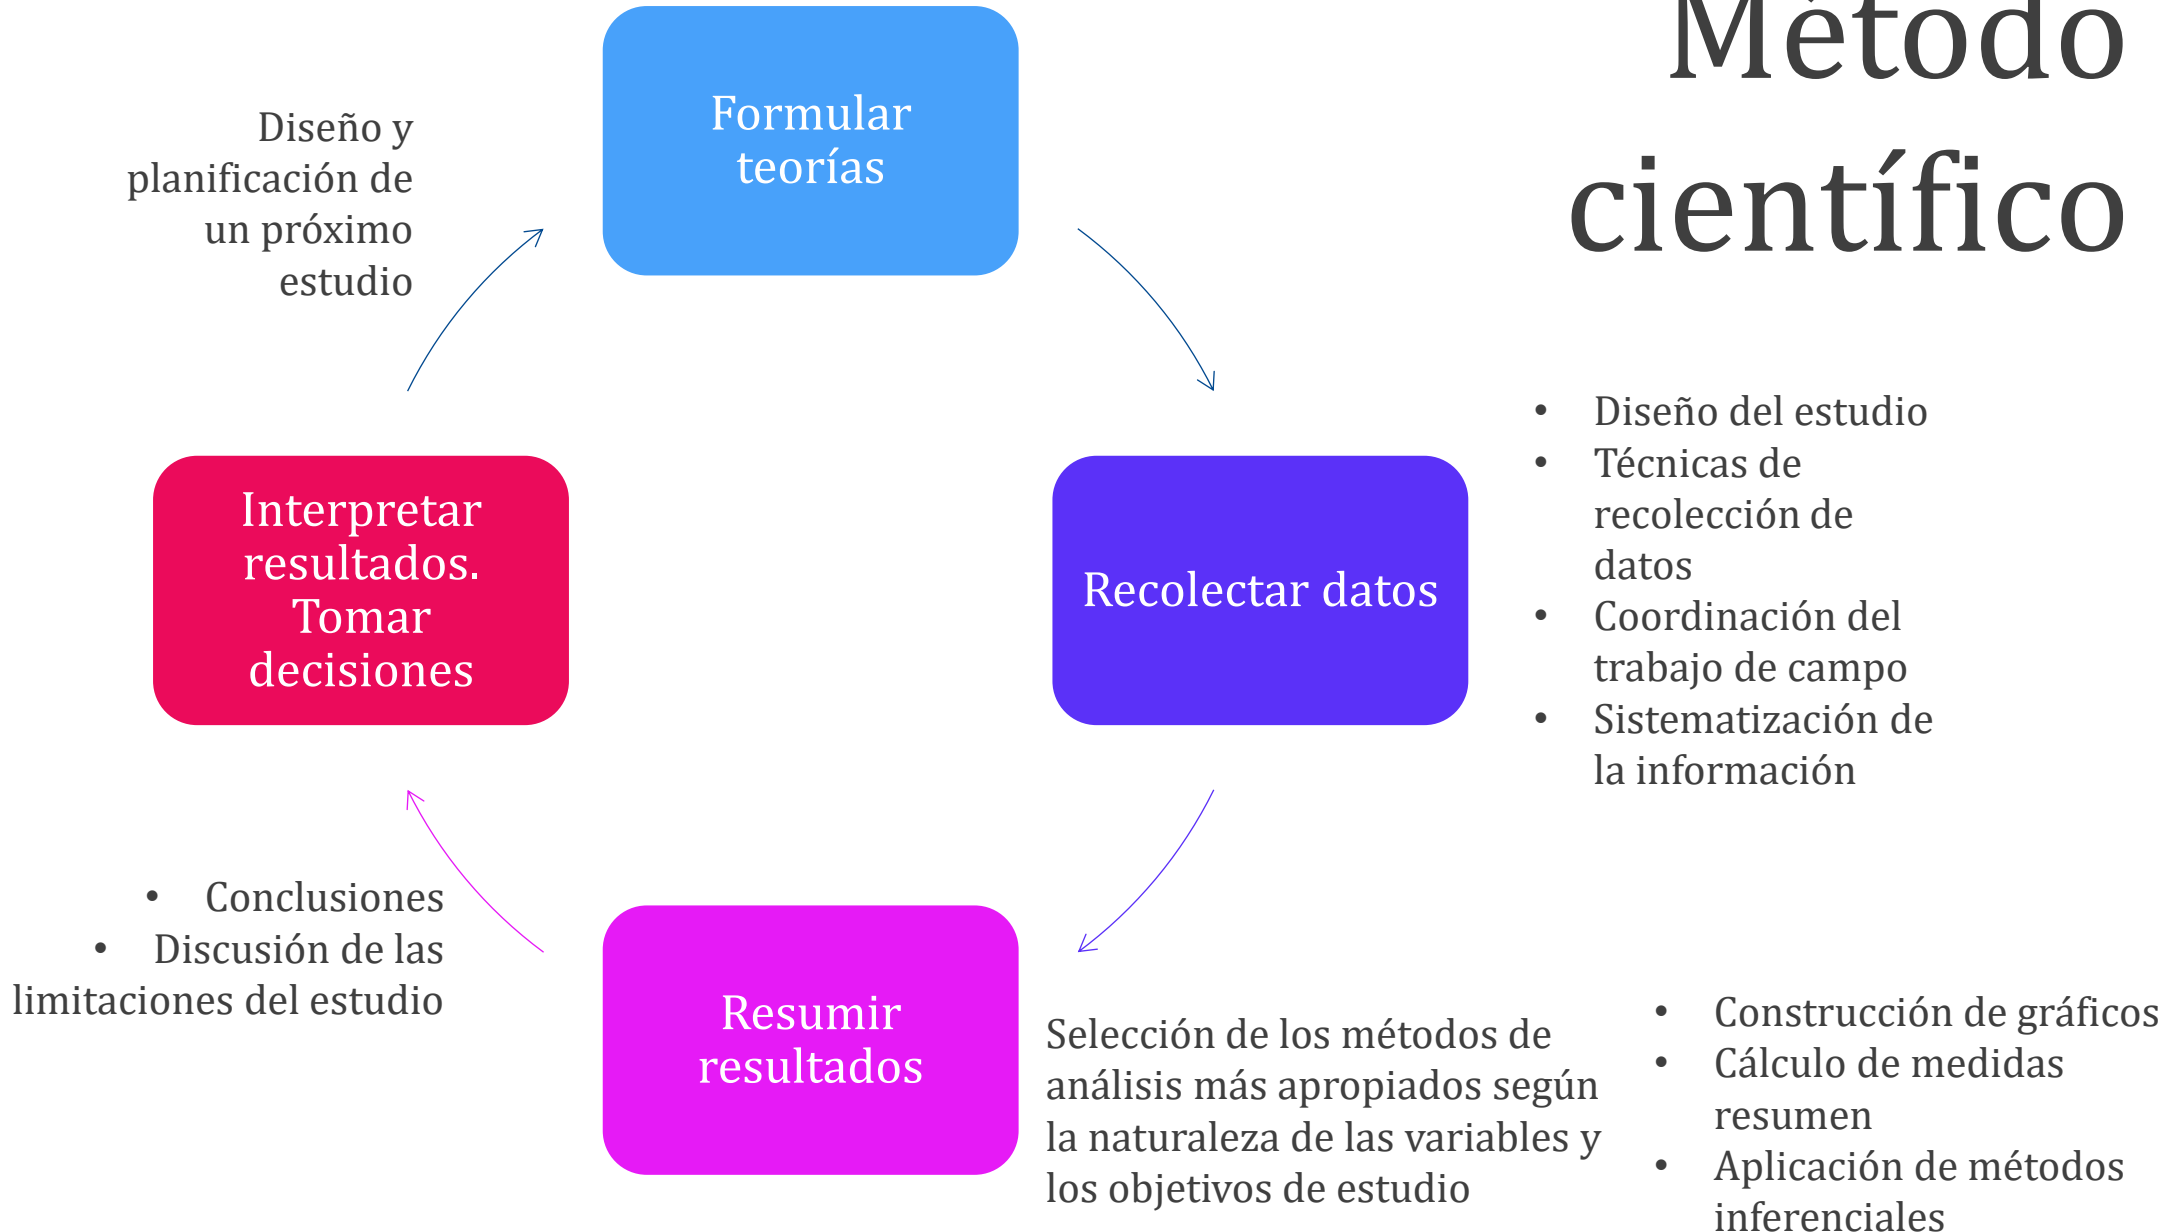 Método
científico
Formular
teorías
Diseño y
planificación de
un próximo
estudio
Recolectar datos
• Diseño del estudio
• Técnicas de
recolección de
datos
• Coordinación del
trabajo de campo
• Sistematización de
la información
Interpretar
resultados.
Tomar
decisiones
• Conclusiones
• Discusión de las
limitaciones del estudio
Resumir
resultados
Selección de los métodos de
análisis más apropiados según
la naturaleza de las variables y
los objetivos de estudio
• Construcción de gráficos
• Cálculo de medidas
resumen
• Aplicación de métodos
inferenciales